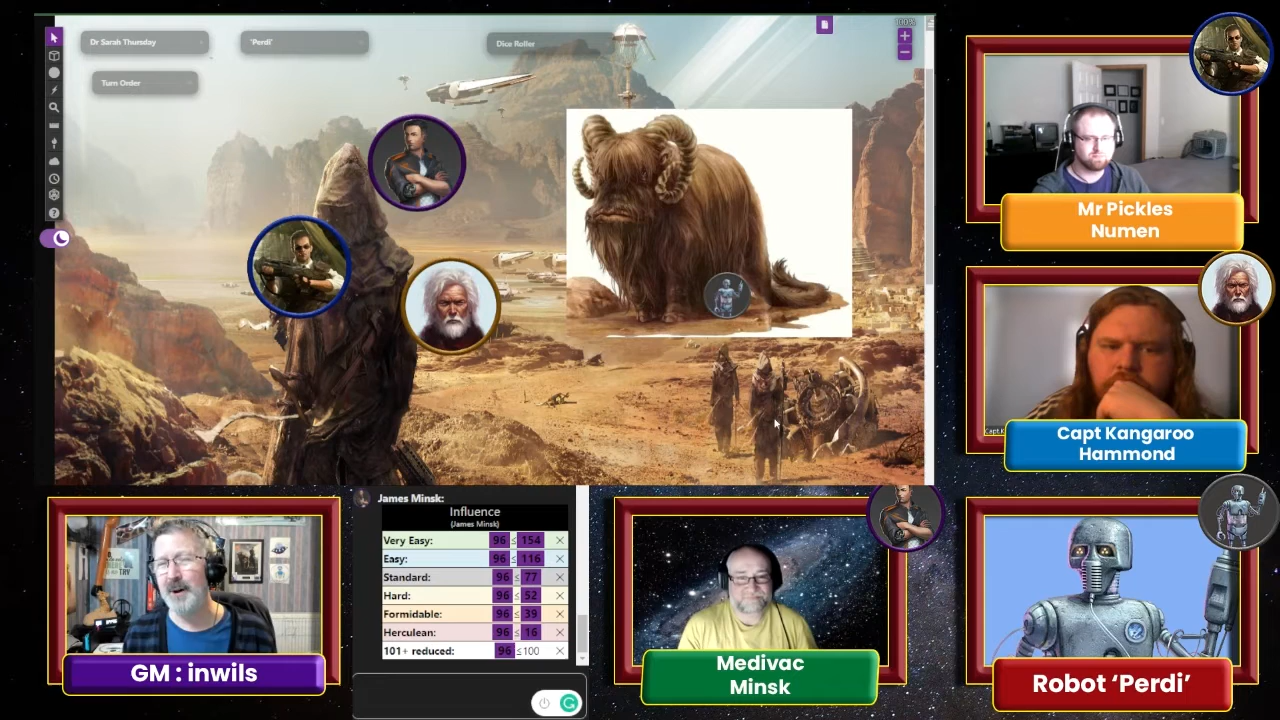 Dr Sarah Thursday
'Perdi'
Dice Roller
100%
Turn Order
Mr Pickles
Numen
Capt Kangaroo
Hammond
James Minsk:
Influence
(James Minsk)
Very Easy: 96 ≤ 154 ×
Easy: 96 ≤ 116 ×
Standard: 96 ≤ 77 ×
Hard: 96 ≤ 52 ×
Formidable: 96 ≤ 39 ×
Herculean: 96 ≤ 16 ×
101+ reduced: 96 ≤100 ×
GM : inwils
Medivac
Minsk
Robot ‘Perdi’